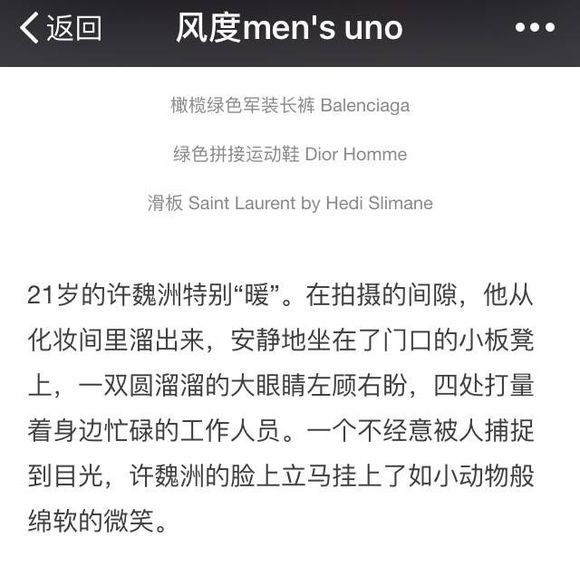 返回
风度men's uno
橄榄绿色军装长裤 Balenciaga
绿色拼接运动鞋 Dior Homme
滑板 Saint Laurent by Hedi Slimane
21岁的许魏洲特别“暖”。在拍摄的间隙，他从
化妆间里溜出来，安静地坐在了门口的小板凳
上，一双圆溜溜的大眼睛左顾右盼，四处打量
着身边忙碌的工作人员。一个不经意被人捕捉
到目光，许魏洲的脸上立马挂上了如小动物般
绵软的微笑。